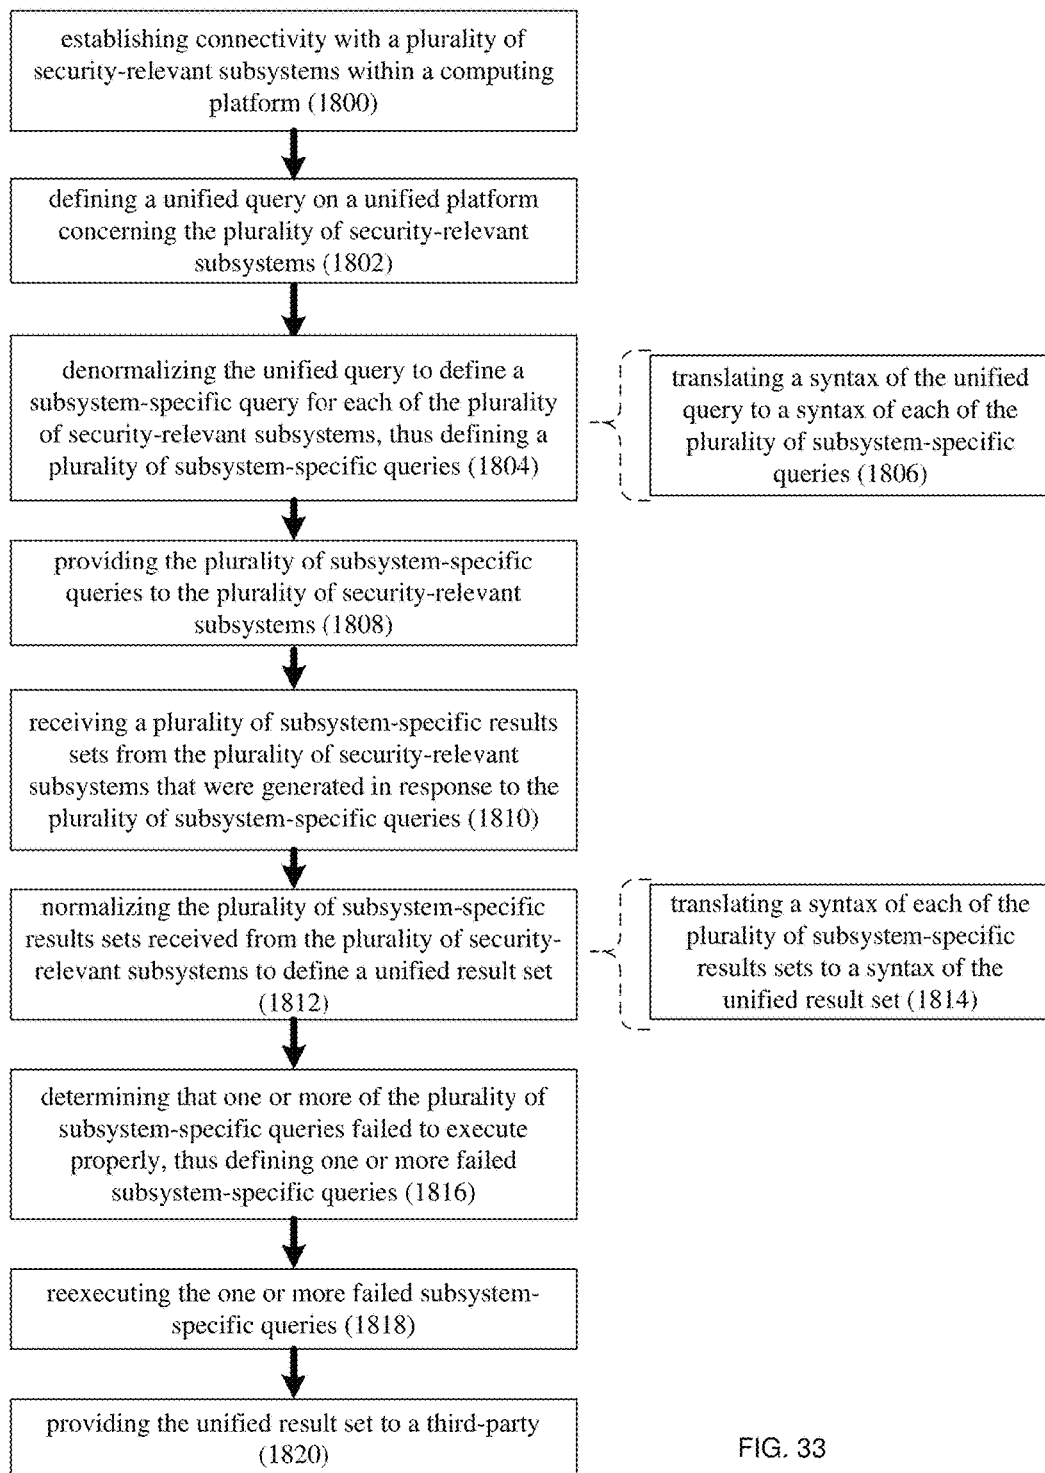 establishing connectivity with a plurality of
security-relevant subsystems within a computing
platform (1800)
defining a unified query on a unified platform
concerning the plurality of security-relevant
subsystems (1802)
denormalizing the unified query to define a
subsystem-specific query for each of the plurality
of security-relevant subsystems, thus defining a
plurality of subsystem-specific queries (1804)
translating a syntax of the unified
query to a syntax of each of the
plurality of subsystem-specific
queries (1806)
providing the plurality of subsystem-specific
queries to the plurality of security-relevant
subsystems (1808)
receiving a plurality of subsystem-specific results
sets from the plurality of security-relevant
subsystems that were generated in response to the
plurality of subsystem-specific queries (1810)
normalizing the plurality of subsystem-specific
results sets received from the plurality of security-
relevant subsystems to define a unified result set
(1812)
translating a syntax of each of the
plurality of subsystem-specific
results sets to a syntax of the
unified result set (1814)
determining that one or more of the plurality of
subsystem-specific queries failed to execute
properly, thus defining one or more failed
subsystem-specific queries (1816)
reexecuting the one or more failed subsystem-
specific queries (1818)
providing the unified result set to a third-party
(1820)
FIG. 33